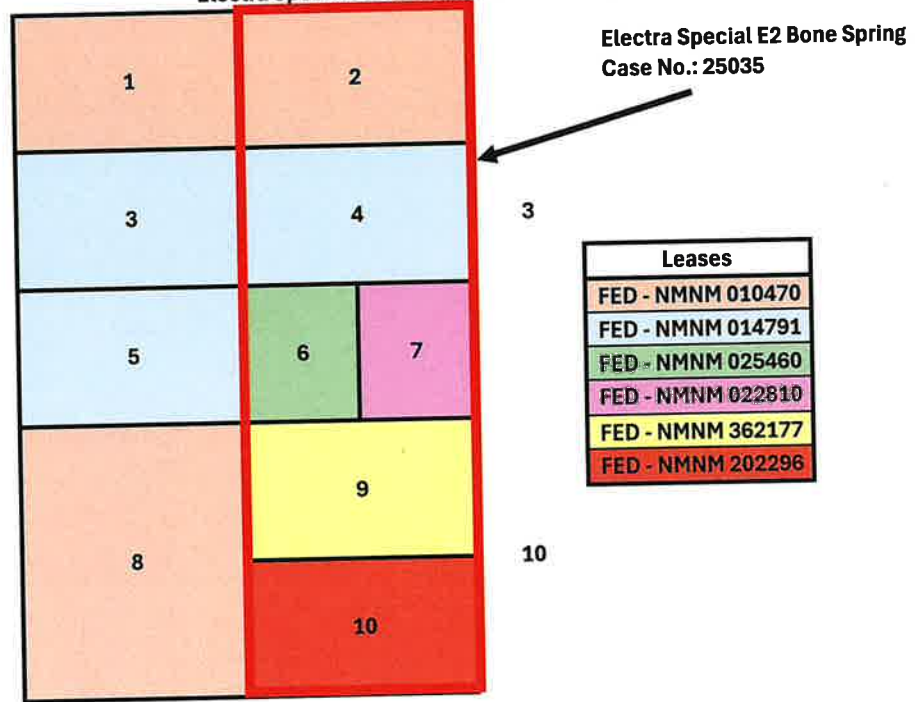 Electra Special E2 Bone Spring
Case No.: 25035
1
2
3
4
3
5
6
7
8
9
10
10
Leases
FED - NMNM 010470
FED - NMNM 014791
FED - NMNM 025460
FED - NMNM 022810
FED - NMNM 362177
FED - NMNM 202296